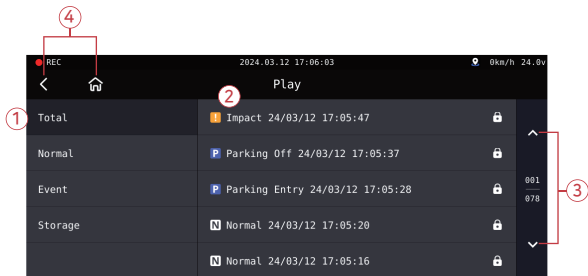 4
REC 2024.03.12 17:06:03 0km/h 24.0v
Play
1
2
3
Total
Normal
Event
Storage
! Impact 24/03/12 17:05:47
P Parking Off 24/03/12 17:05:37
P Parking Entry 24/03/12 17:05:28
N Normal 24/03/12 17:05:20
N Normal 24/03/12 17:05:16
001
078